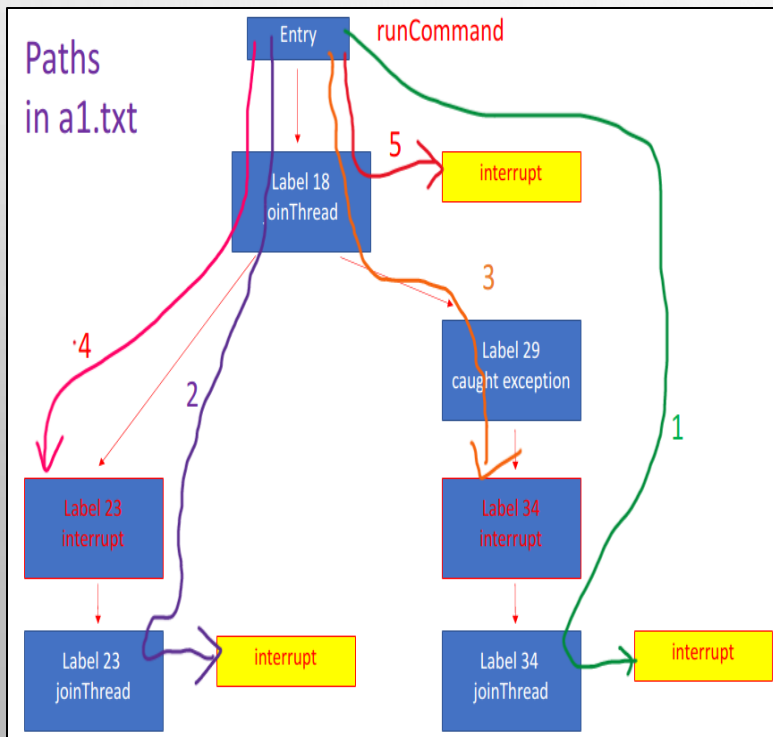 Entry
runCommand
Paths
in a1.txt
5
Label 18
joinThread
interrupt
3
·4
Label 29
caught exception
2
1
Label 23
interrupt
Label 34
interrupt
Label 23
joinThread
interrupt
Label 34
joinThread
interrupt